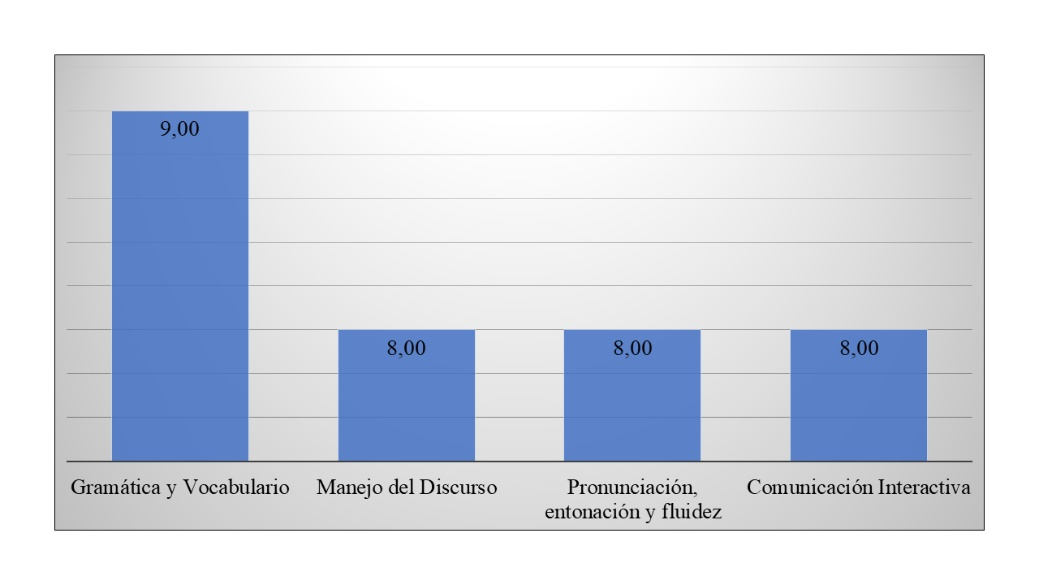 9,00
8,00
8,00
8,00
Gramática y Vocabulario
Manejo del Discurso
Pronunciación,
entonación y fluidez
Comunicación Interactiva